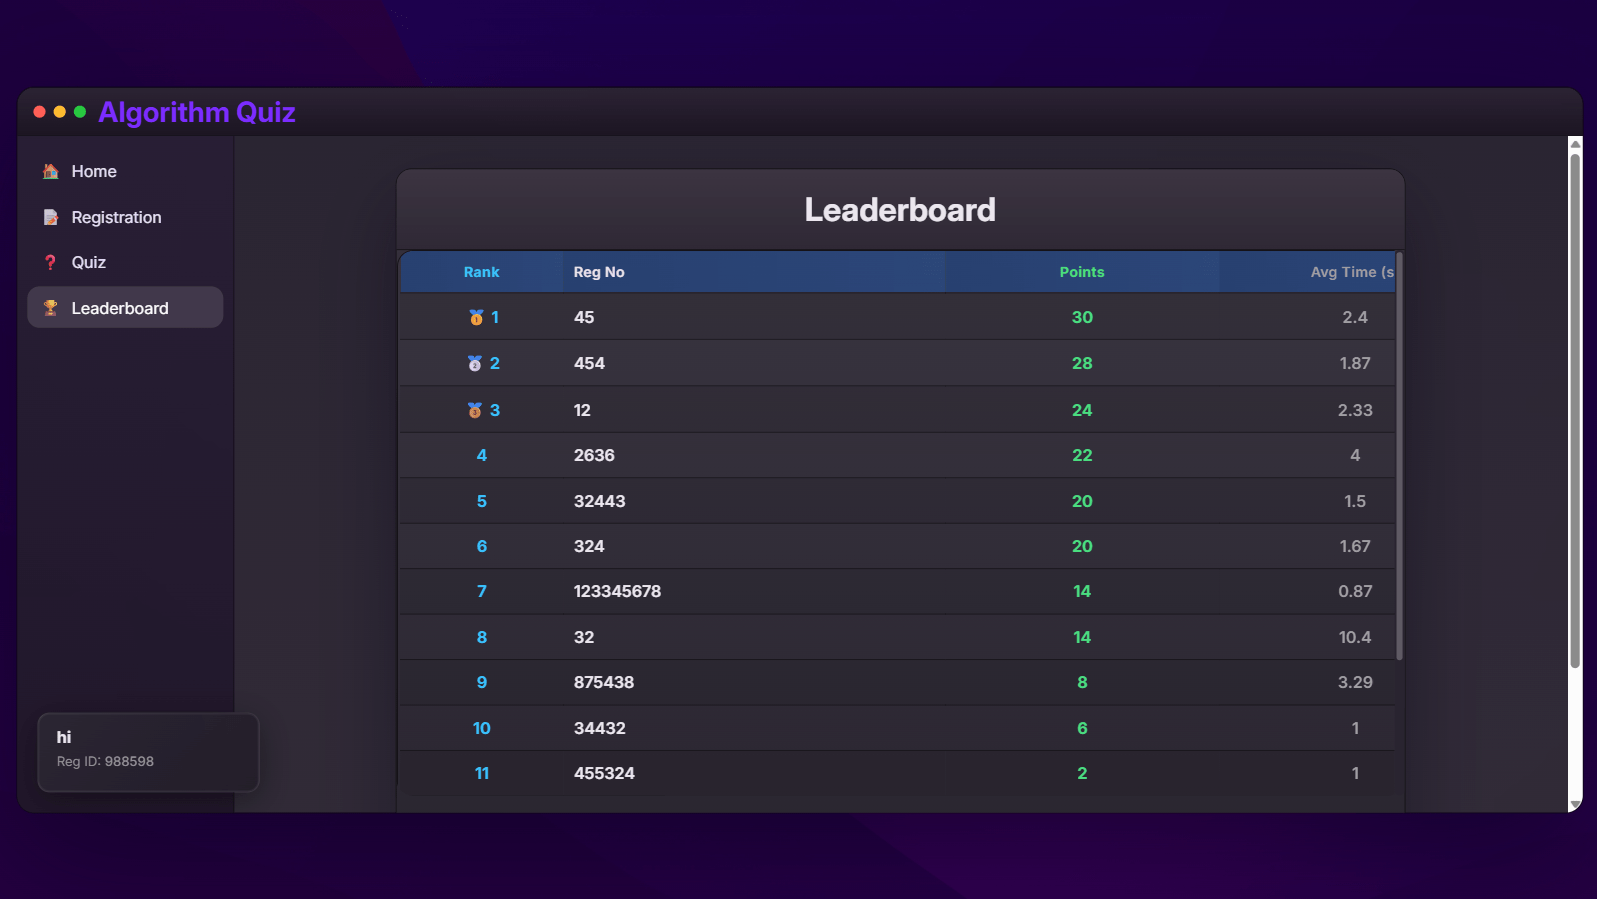 Algorithm Quiz
Home
Registration
Quiz
Leaderboard
Leaderboard
Rank Reg No Points Avg Time (s
1 45 30 2.4
2 454 28 1.87
3 12 24 2.33
4 2636 22 4
5 32443 20 1.5
6 324 20 1.67
7 123345678 14 0.87
8 32 14 10.4
9 875438 8 3.29
10 34432 6 1
11 455324 2 1
hi
Reg ID: 988598